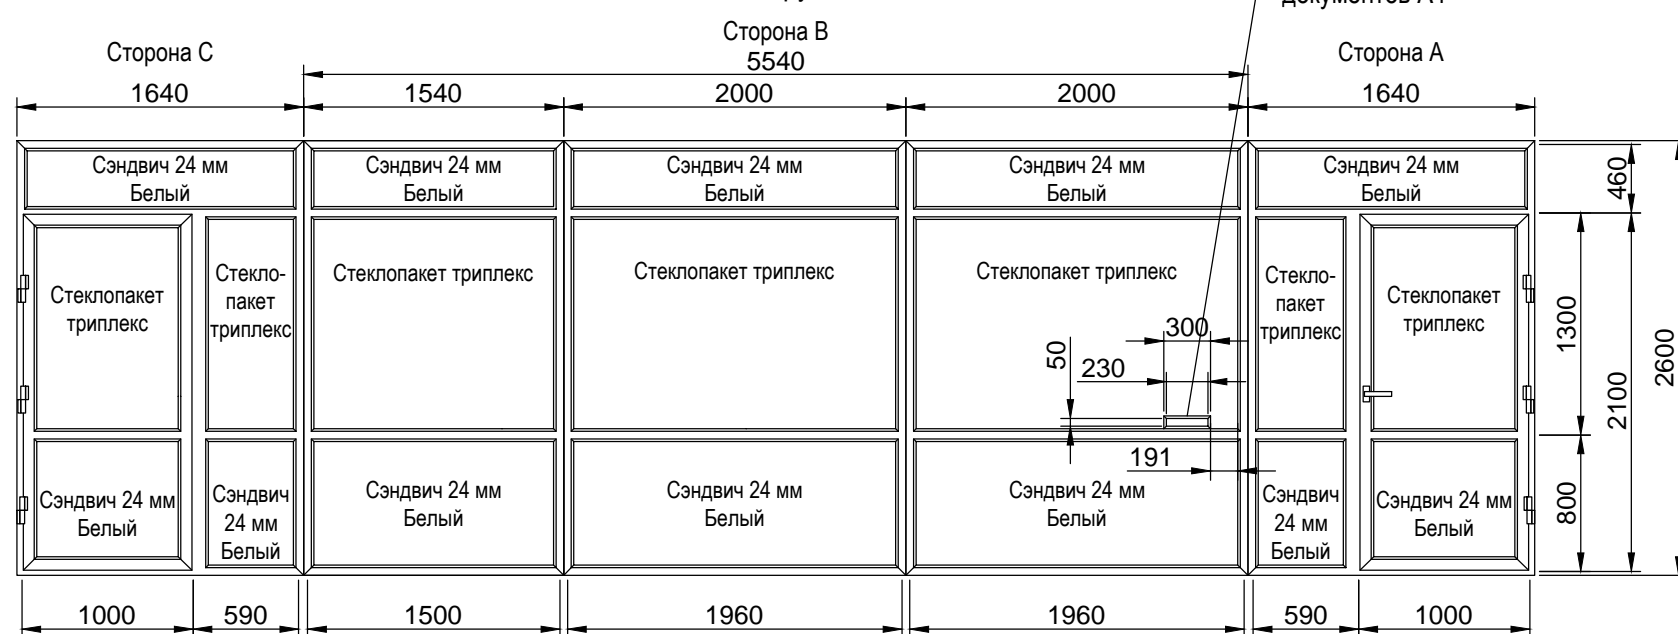 документов А4
Сторона С
Сторона В
Сторона А
5540
1640
1540
2000
2000
1640
Сэндвич 24 мм
Белый
Сэндвич 24 мм
Белый
Сэндвич 24 мм
Белый
Сэндвич 24 мм
Белый
Сэндвич 24 мм
Белый
460
Стеклопакет
триплекс
Стекло-
пакет
триплекс
Стеклопакет триплекс
Стеклопакет триплекс
Стеклопакет триплекс
Стекло-
пакет
триплекс
Стеклопакет
триплекс
300
50
230
191
1300
2100
2600
800
Сэндвич 24 мм
Белый
Сэндвич
24 мм
Белый
Сэндвич 24 мм
Белый
Сэндвич 24 мм
Белый
Сэндвич 24 мм
Белый
Сэндвич
24 мм
Белый
Сэндвич 24 мм
Белый
1000
590
1500
1960
1960
590
1000